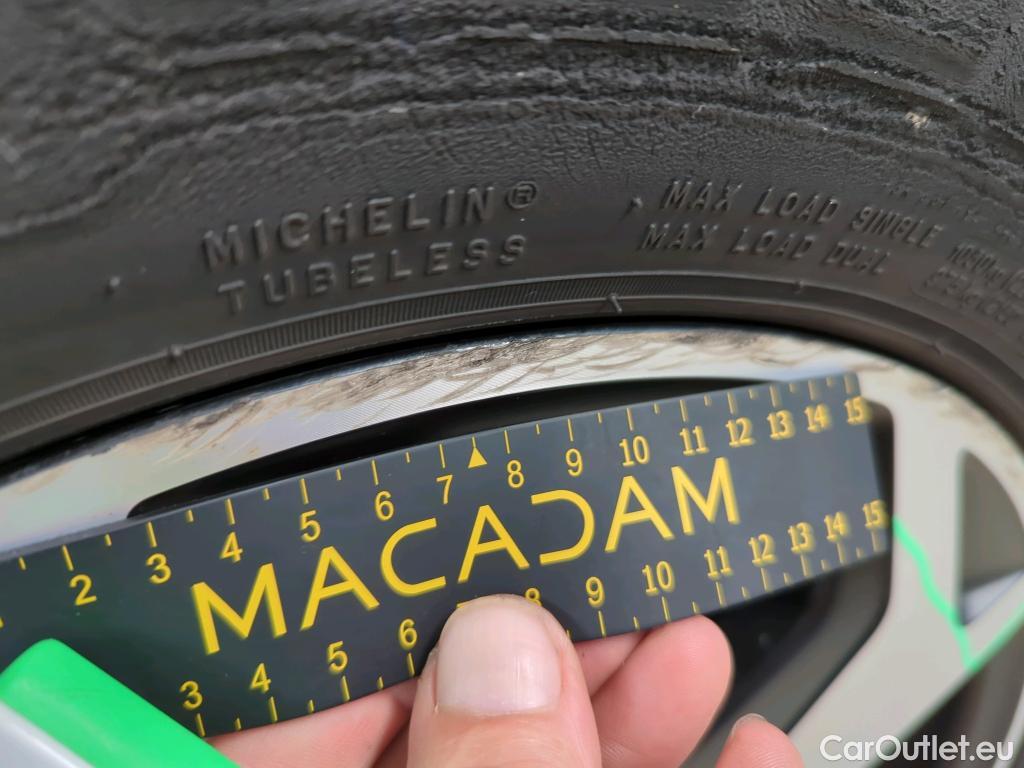 MICHELIN®
TUBELESS
MAX LOAD SINGLE
MAX LOAD DUAL
2 3 4 5 6 7 8 9 10 11 12 13 14 15
MACADAM
3 4 5 6 8 9 10 11 12 13 14 15
CarOutlet.eu